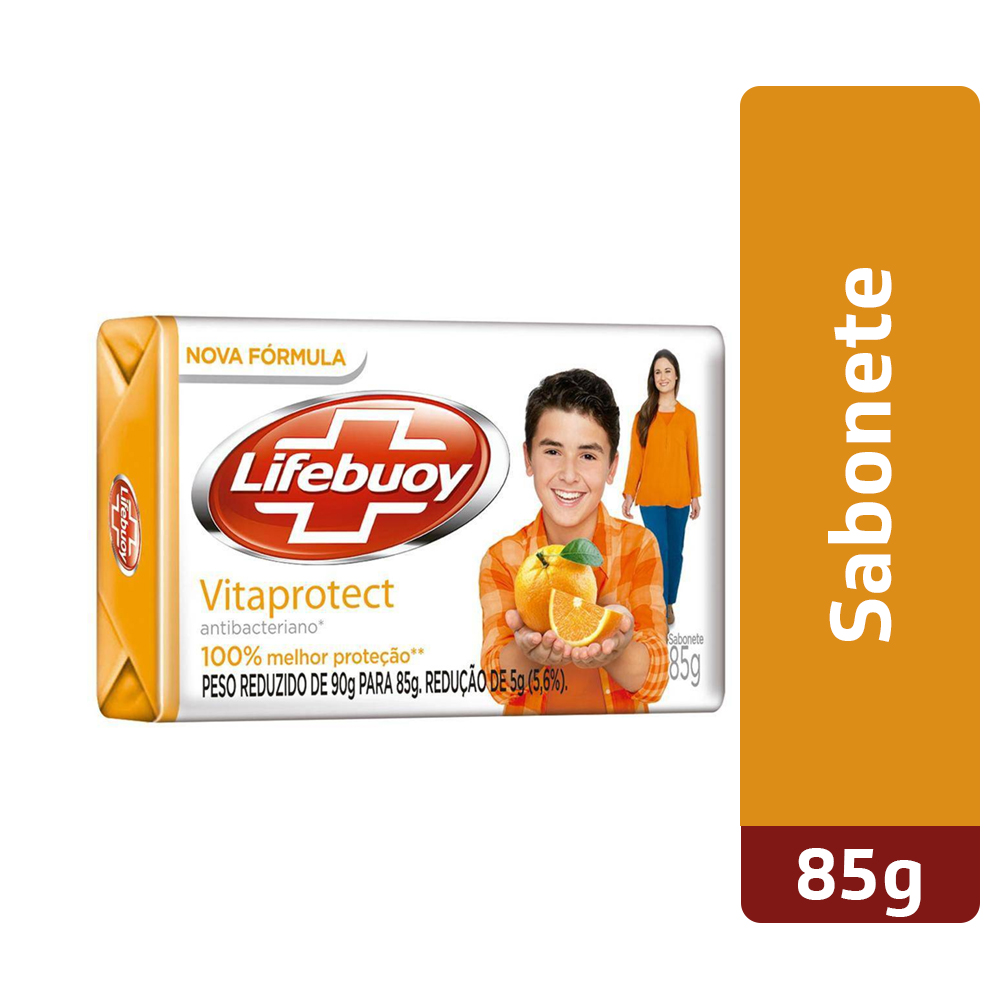 NOVA FÓRMULA
Lifebuoy
Lifebuoy
Vitaprotect
antibacteriano*
100% melhor proteção**
PESO REDUZIDO DE 90g PARA 85g. REDUÇÃO DE 5g (5,6%).
Sabonete
85g
Sabonete
85g